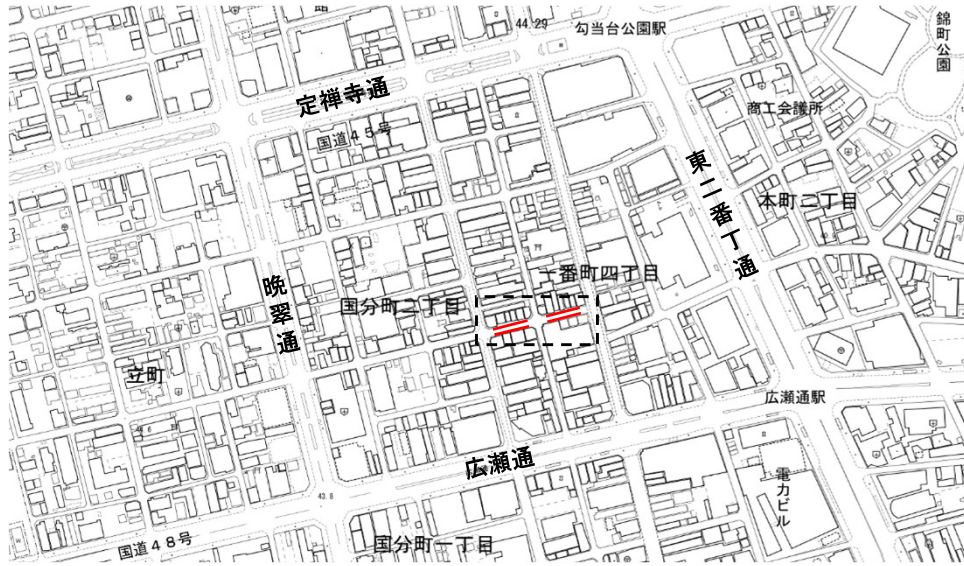 館
44.29
勾当台公園駅
錦町公園
定禅寺通
国道45号
商工会議所
東二番丁通
本町二丁目
一番町四丁目
晩翠通
国分町二丁目
立町
広瀬通駅
広瀬通
電力ビル
43.6
国道48号
国分町一丁目